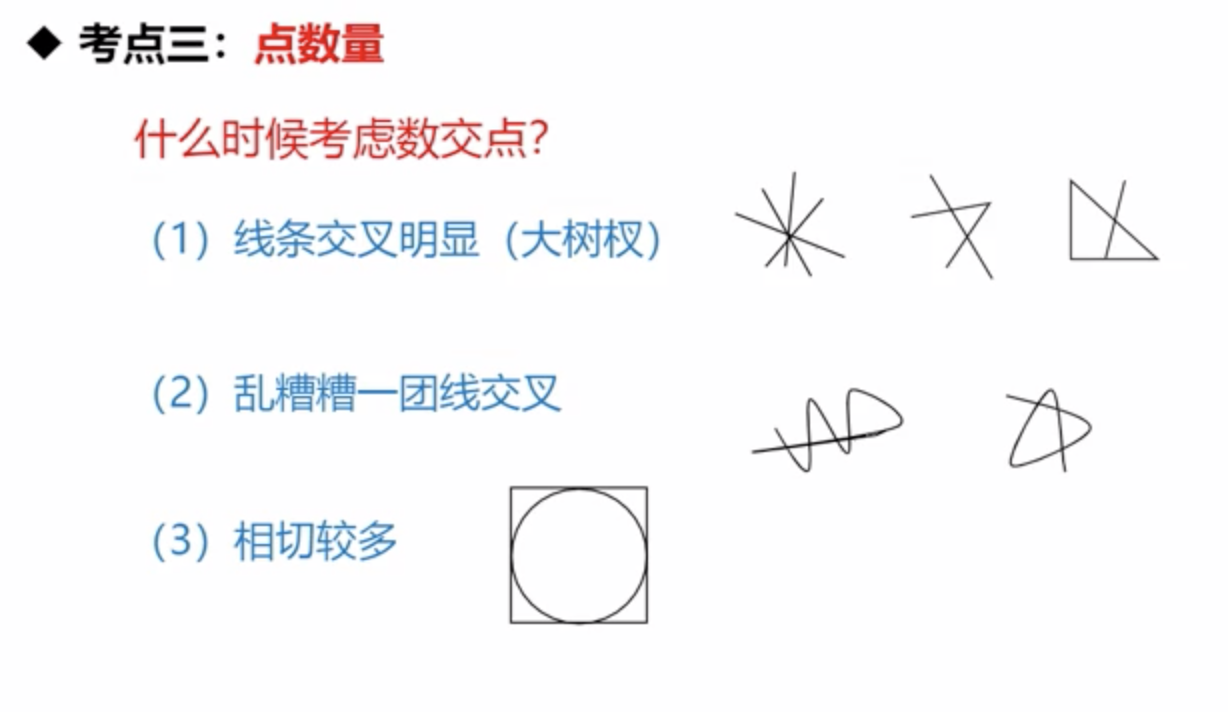 ◆ 考点三：点数量
什么时候考虑数交点？
（1）线条交叉明显（大树杈）
（2）乱糟糟一团线交叉
（3）相切较多